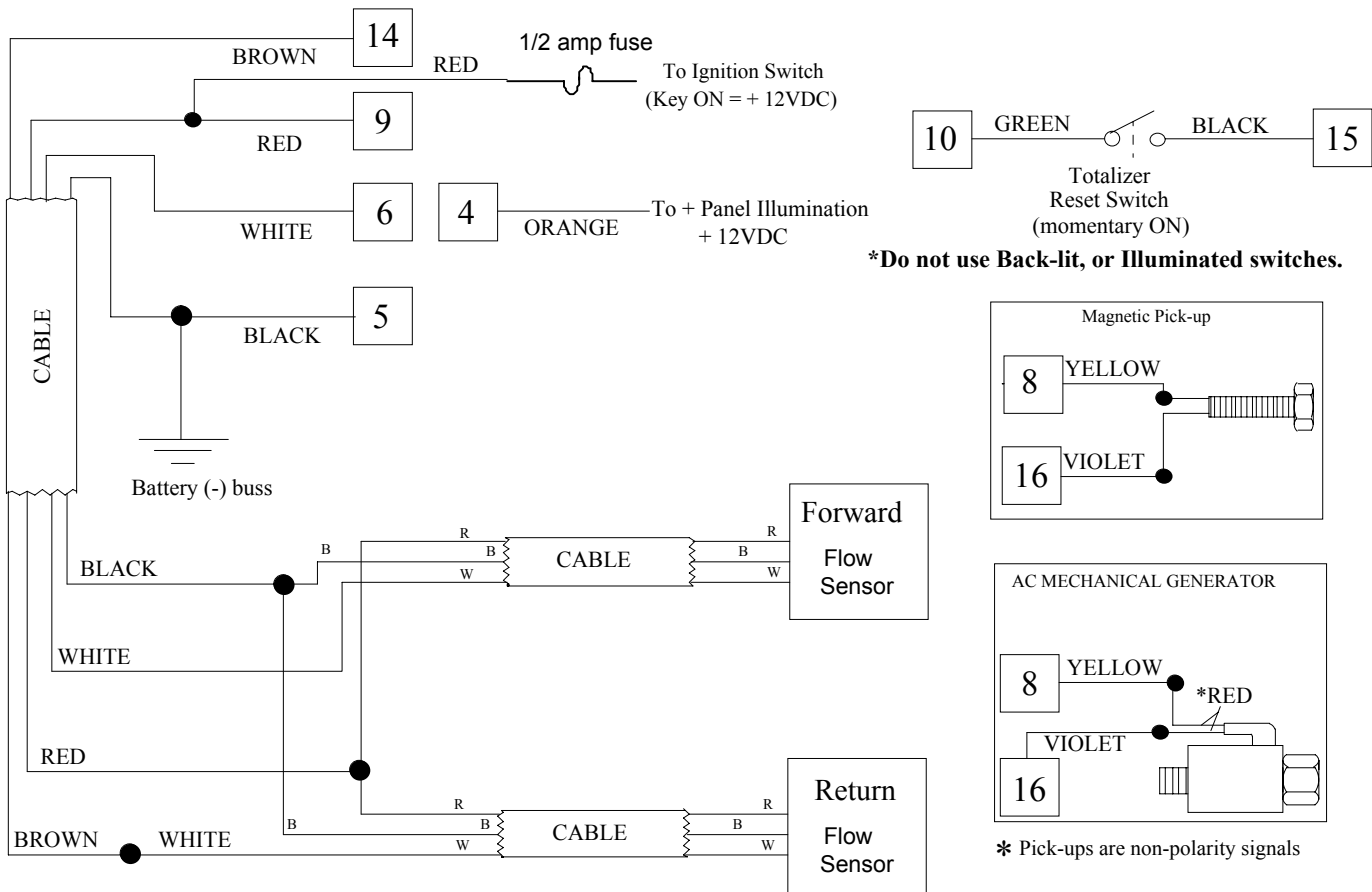 14
BROWN
1/2 amp fuse
RED
To Ignition Switch
(Key ON = + 12VDC)
9
RED
6
WHITE
4
ORANGE
To + Panel Illumination
+ 12VDC
5
BLACK
CABLE
Battery (-) buss
10
GREEN
BLACK
15
Totalizer
Reset Switch
(momentary ON)
*Do not use Back-lit, or Illuminated switches.
Magnetic Pick-up
8
YELLOW
16
VIOLET
BLACK
B
R
B
W
CABLE
R
B
W
Forward
Flow
Sensor
WHITE
RED
BROWN
WHITE
B
R
B
W
CABLE
R
B
W
Return
Flow
Sensor
AC MECHANICAL GENERATOR
8
YELLOW
*RED
VIOLET
16
* Pick-ups are non-polarity signals